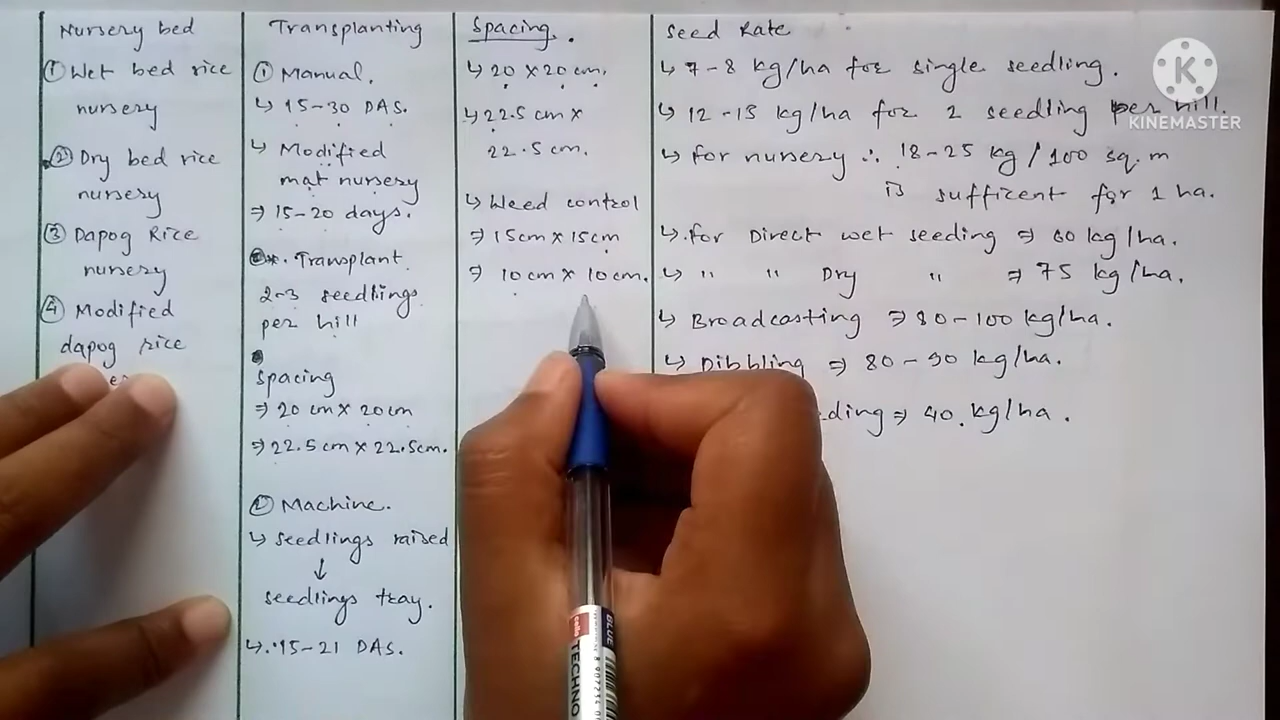 Nursery bed
① Wet bed rice
nursery
② Dry bed rice
nursery
③ Dapog Rice
nursery
④ Modified
dapog rice
Transplanting
① Manual.
↳ 15-30 DAS.
↳ Modified
mat nursery
⇒ 15-20 days.
*. Transplant.
2-3 seedlings
per hill
Spacing
⇒ 20 cm x 20 cm
⇒ 22.5 cm x 22.5cm.
② Machine.
↳ seedlings raised
↓
seedlings tray.
↳ 15-21 DAS.
Spacing.
↳ 20 x 20 cm.
↳ 22.5 cm x
22.5 cm.
↳ Weed control
⇒ 15cm x 15cm
⇒ 10 cm x 10 cm.
Seed Rate
↳ 7-8 kg/ha for single seedling.
↳ 12-15 kg/ha for 2 seedling per hill.
↳ for nursery ∴ 18-25 kg / 100 sq.m
is sufficent for 1 ha.
↳ for Direct wet seeding ⇒ 60 kg/ha.
↳ " " Dry " ⇒ 75 kg/ha.
↳ Broadcasting ⇒ 80-100 kg/ha.
↳ Dibbling ⇒ 80-90 kg/ha.
eding ⇒ 40. kg/ha.
K
KINEMASTER
cello
TECHNO
BLUE